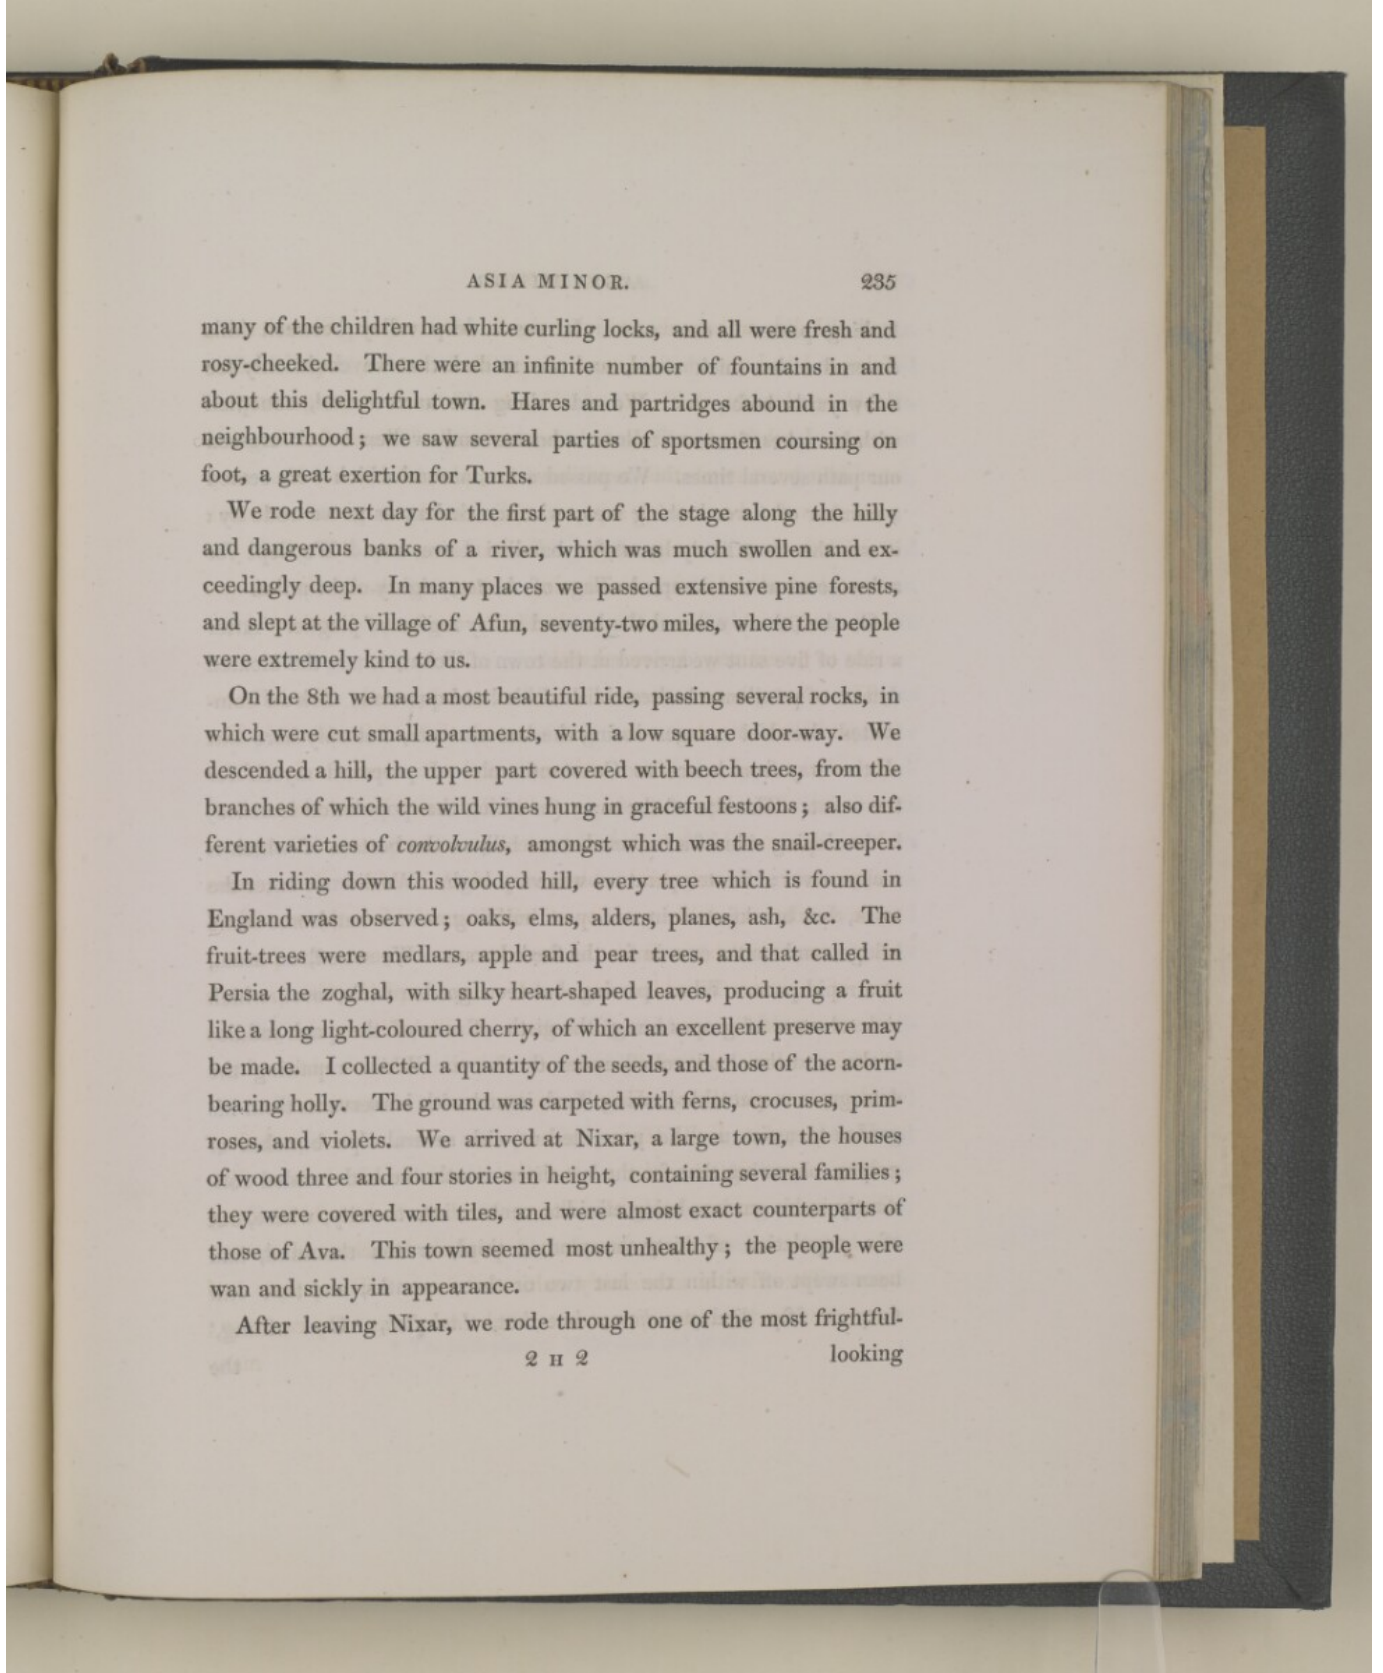 ASIA MINOR. 235
many of the children had white curling locks, and all were fresh and
rosy-cheeked. There were an infinite number of fountains in and
about this delightful town. Hares and partridges abound in the
neighbourhood; we saw several parties of sportsmen coursing on
foot, a great exertion for Turks.
We rode next day for the first part of the stage along the hilly
and dangerous banks of a river, which was much swollen and ex-
ceedingly deep. In many places we passed extensive pine forests,
and slept at the village of Afun, seventy-two miles, where the people
were extremely kind to us.
On the 8th we had a most beautiful ride, passing several rocks, in
which were cut small apartments, with a low square door-way. We
descended a hill, the upper part covered with beech trees, from the
branches of which the wild vines hung in graceful festoons; also dif-
ferent varieties of convolvulus, amongst which was the snail-creeper.
In riding down this wooded hill, every tree which is found in
England was observed; oaks, elms, alders, planes, ash, &c. The
fruit-trees were medlars, apple and pear trees, and that called in
Persia the zoghal, with silky heart-shaped leaves, producing a fruit
like a long light-coloured cherry, of which an excellent preserve may
be made. I collected a quantity of the seeds, and those of the acorn-
bearing holly. The ground was carpeted with ferns, crocuses, prim-
roses, and violets. We arrived at Nixar, a large town, the houses
of wood three and four stories in height, containing several families;
they were covered with tiles, and were almost exact counterparts of
those of Ava. This town seemed most unhealthy; the people were
wan and sickly in appearance.
After leaving Nixar, we rode through one of the most frightful-
2 H 2 looking